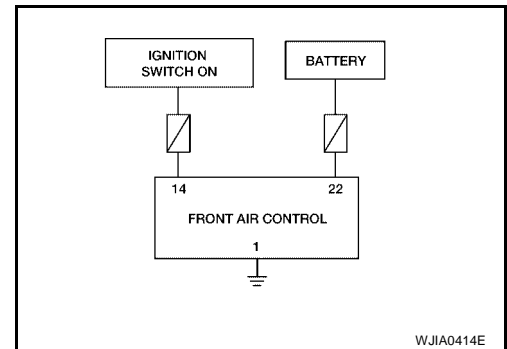 IGNITION
SWITCH ON
BATTERY
14 22
FRONT AIR CONTROL
1
WJIA0414E